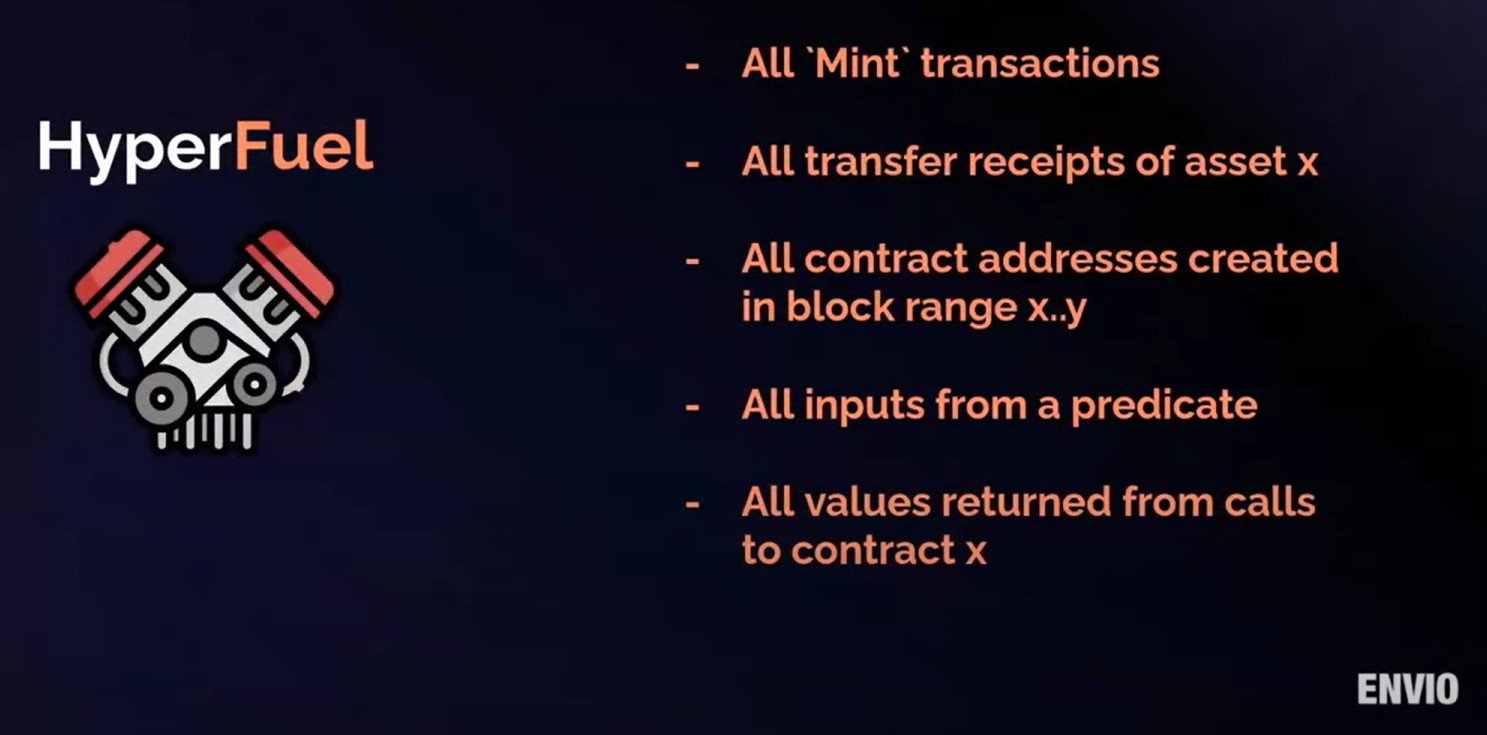 HyperFuel
- All `Mint` transactions
- All transfer receipts of asset x
- All contract addresses created
in block range x..y
- All inputs from a predicate
- All values returned from calls
to contract x
ENVIO